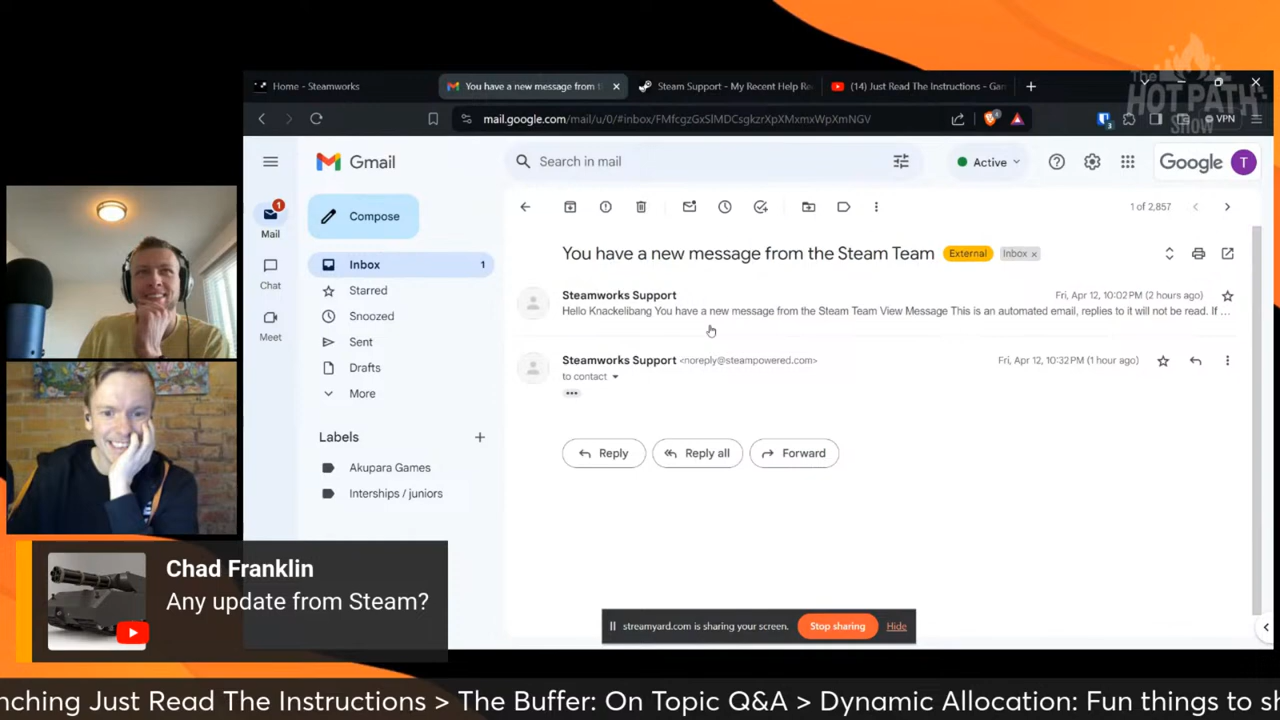 The
HOT PATH
SHOW
Home - Steamworks
You have a new message from t
Steam Support - My Recent Help Re
(14) Just Read The Instructions - Gan
mail.google.com/mail/u/0/#inbox/FMfcgzGxSlMDCsgkzrXpXMxmxWpXmNGV
3
VPN
Gmail
Search in mail
Active
Google
T
1
Mail
Compose
1 of 2,857
Chat
Inbox
1
You have a new message from the Steam Team
External
Inbox x
Starred
Steamworks Support
Fri, Apr 12, 10:02 PM (2 hours ago)
Hello Knackelibang You have a new message from the Steam Team View Message This is an automated email, replies to it will not be read. If ...
Meet
Snoozed
Sent
Drafts
More
Steamworks Support <noreply@steampowered.com>
Fri, Apr 12, 10:32 PM (1 hour ago)
to contact
Labels
Akupara Games
Interships / juniors
Reply
Reply all
Forward
Chad Franklin
Any update from Steam?
streamyard.com is sharing your screen.
Stop sharing
Hide
nching Just Read The Instructions > The Buffer: On Topic Q&A > Dynamic Allocation: Fun things to sh